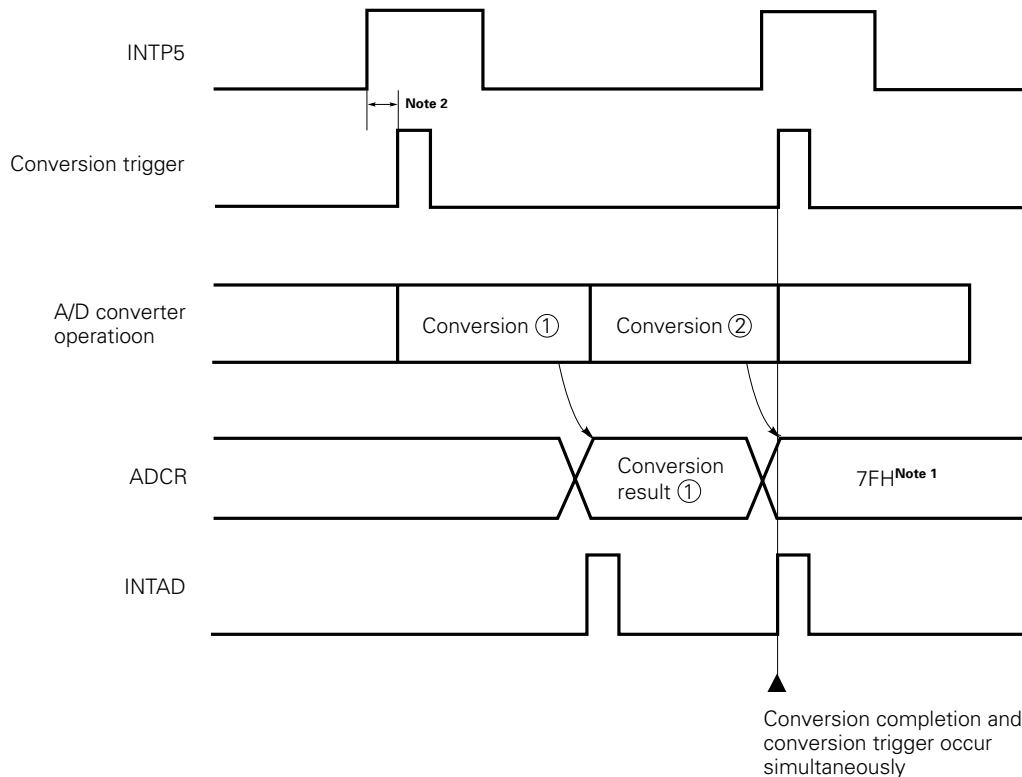 INTP5
Note 2
Conversion trigger
A/D converter
operatioon
Conversion ①
Conversion ②
ADCR
Conversion
result ①
7FHNote 1
INTAD
Conversion completion and
conversion trigger occur
simultaneously